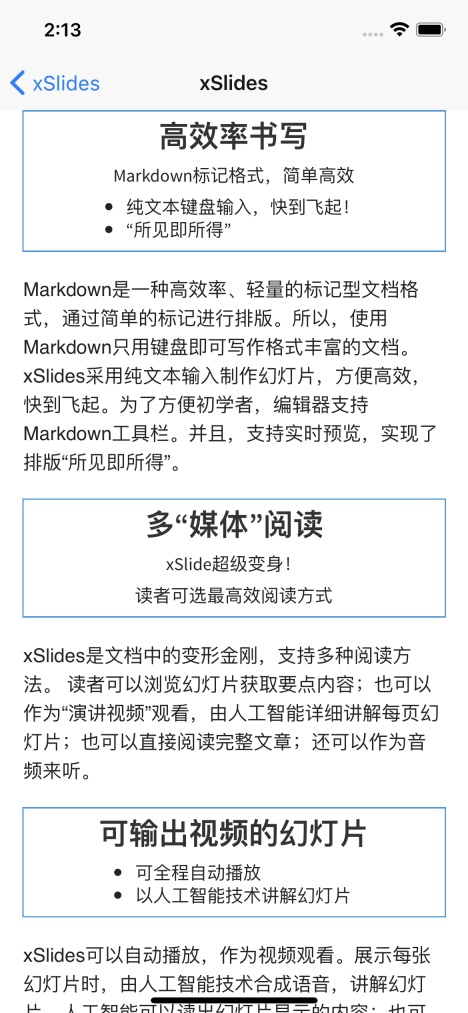 2:13
xSlides
xSlides
高效率书写
Markdown标记格式，简单高效
• 纯文本键盘输入，快到飞起！
• “所见即所得”
Markdown是一种高效率、轻量的标记型文档格
式，通过简单的标记进行排版。所以，使用
Markdown只用键盘即可写作格式丰富的文档。
xSlides采用纯文本输入制作幻灯片，方便高效，
快到飞起。为了方便初学者，编辑器支持
Markdown工具栏。并且，支持实时预览，实现了
排版“所见即所得”。
多“媒体”阅读
xSlide超级变身！
读者可选最高效阅读方式
xSlides是文档中的变形金刚，支持多种阅读方
法。 读者可以浏览幻灯片获取要点内容；也可以
作为“演讲视频”观看，由人工智能详细讲解每页幻
灯片；也可以直接阅读完整文章；还可以作为音
频来听。
可输出视频的幻灯片
• 可全程自动播放
• 以人工智能技术讲解幻灯片
xSlides可以自动播放，作为视频观看。展示每张
幻灯片时，由人工智能技术合成语音，讲解幻灯
片。人工智能可以读出幻灯片显示的内容；也可